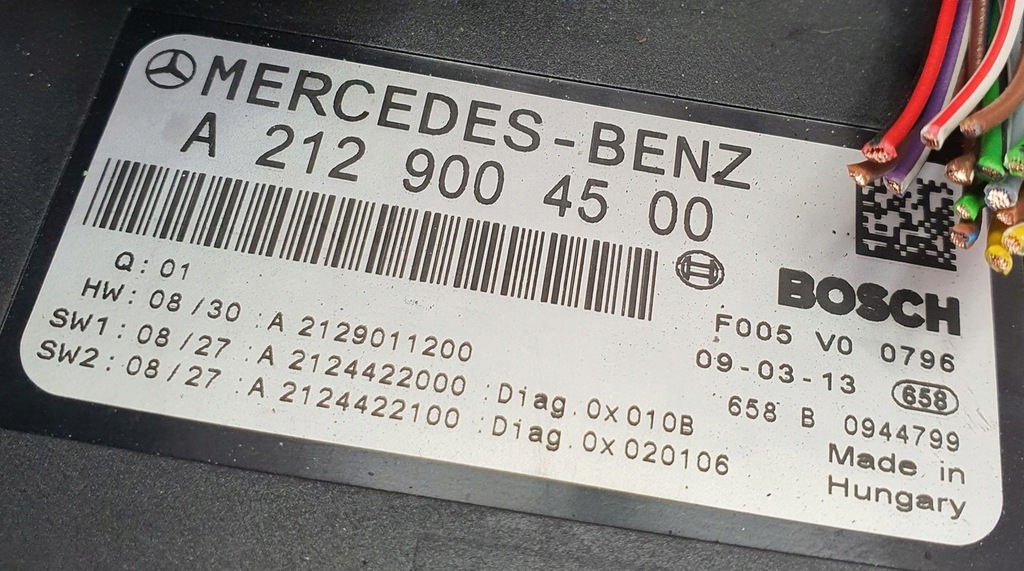 MERCEDES-BENZ
A 212 900 45 00
Q: 01
HW: 08/30 :A 2129011200
SW1: 08/27 :A 2124422000 :Diag.0x010B
SW2: 08/27 :A 2124422100 :Diag.0x020106
BOSCH
F005 V0 0796
09-03-13 658
658 B 0944799
Made in
Hungary